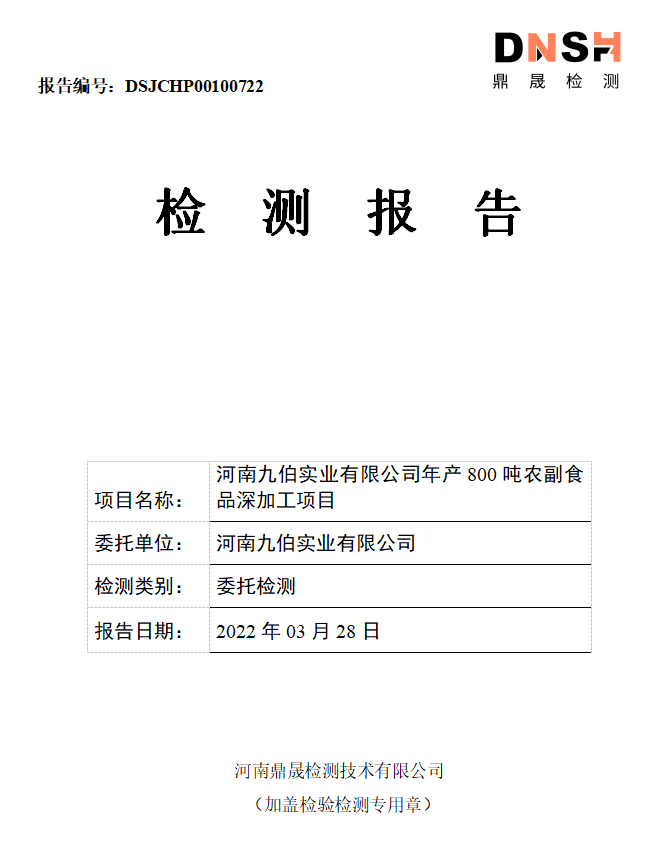 DNSH
鼎晟检测
报告编号：DSJCHP00100722
检测报告
项目名称：
河南九伯实业有限公司年产 800 吨农副食
品深加工项目
委托单位：
河南九伯实业有限公司
检测类别：
委托检测
报告日期：
2022 年 03 月 28 日
河南鼎晟检测技术有限公司
（加盖检验检测专用章）